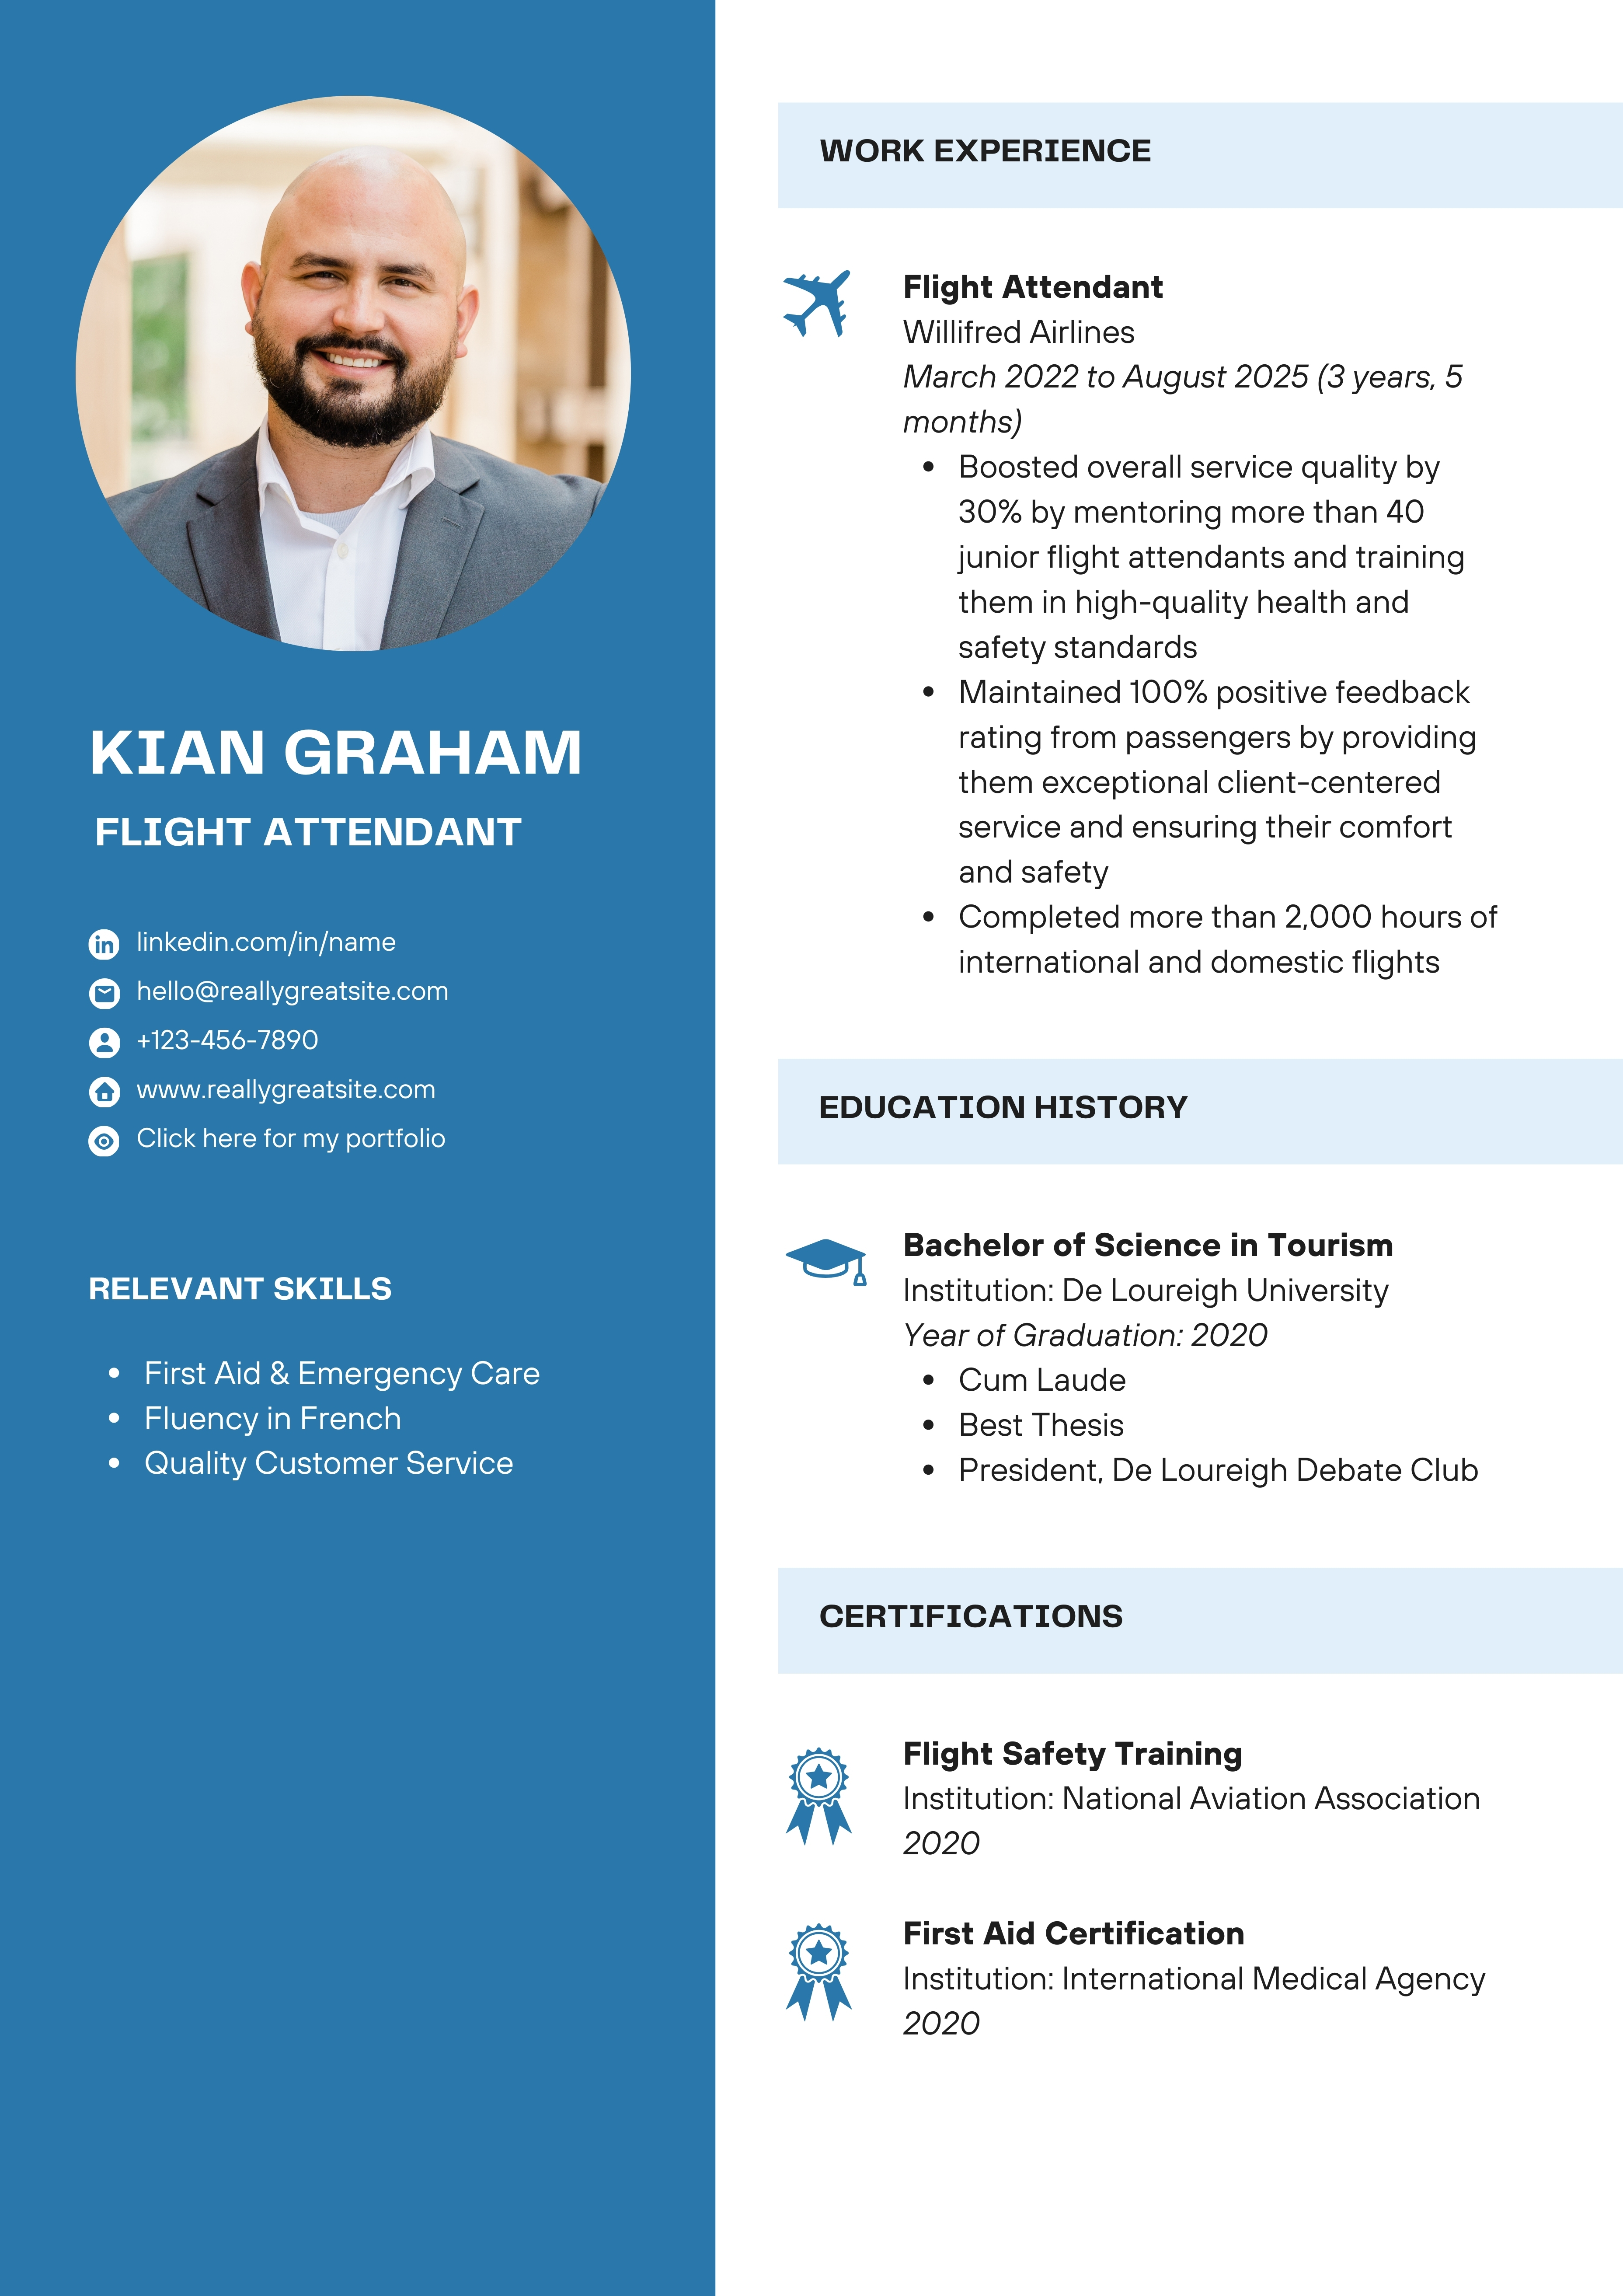 KIAN GRAHAM
FLIGHT ATTENDANT
in linkedin.com/in/name
hello@reallygreatsite.com
+123-456-7890
www.reallygreatsite.com
Click here for my portfolio
RELEVANT SKILLS
• First Aid & Emergency Care
• Fluency in French
• Quality Customer Service
WORK EXPERIENCE
Flight Attendant
Willifred Airlines
March 2022 to August 2025 (3 years, 5
months)
• Boosted overall service quality by
30% by mentoring more than 40
junior flight attendants and training
them in high-quality health and
safety standards
• Maintained 100% positive feedback
rating from passengers by providing
them exceptional client-centered
service and ensuring their comfort
and safety
• Completed more than 2,000 hours of
international and domestic flights
EDUCATION HISTORY
Bachelor of Science in Tourism
Institution: De Loureigh University
Year of Graduation: 2020
• Cum Laude
• Best Thesis
• President, De Loureigh Debate Club
CERTIFICATIONS
Flight Safety Training
Institution: National Aviation Association
2020
First Aid Certification
Institution: International Medical Agency
2020